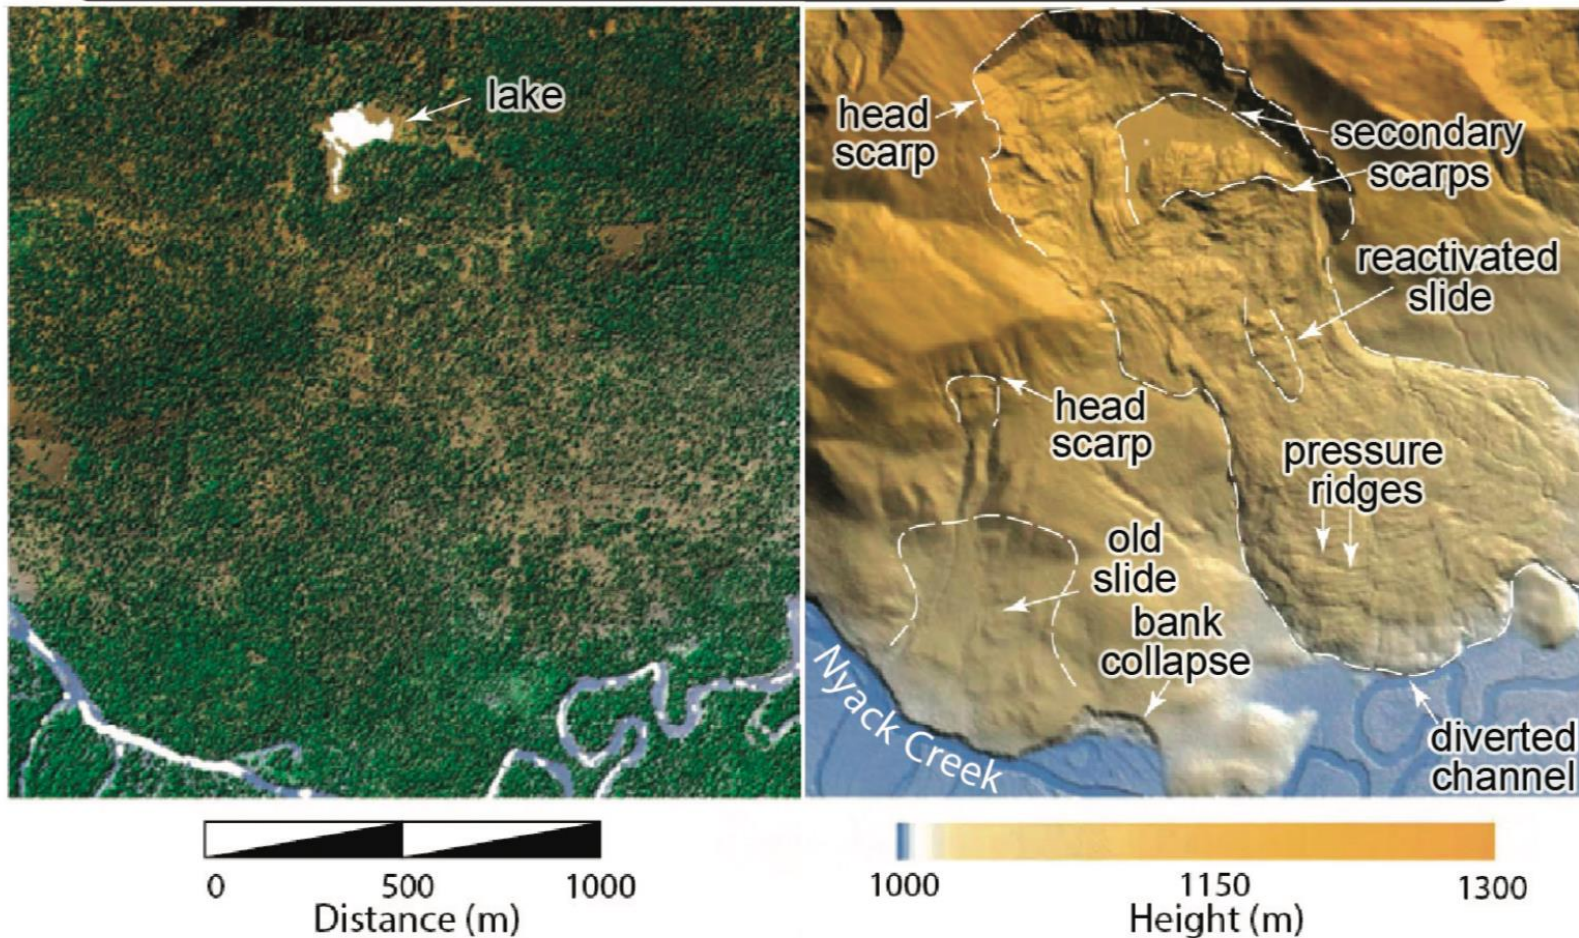 lake
head
scarp
secondary
scarps
reactivated
slide
head
scarp
pressure
ridges
old
slide
bank
collapse
Nyack Creek
diverted
channel
0 500 1000
Distance (m)
1000 1150 1300
Height (m)